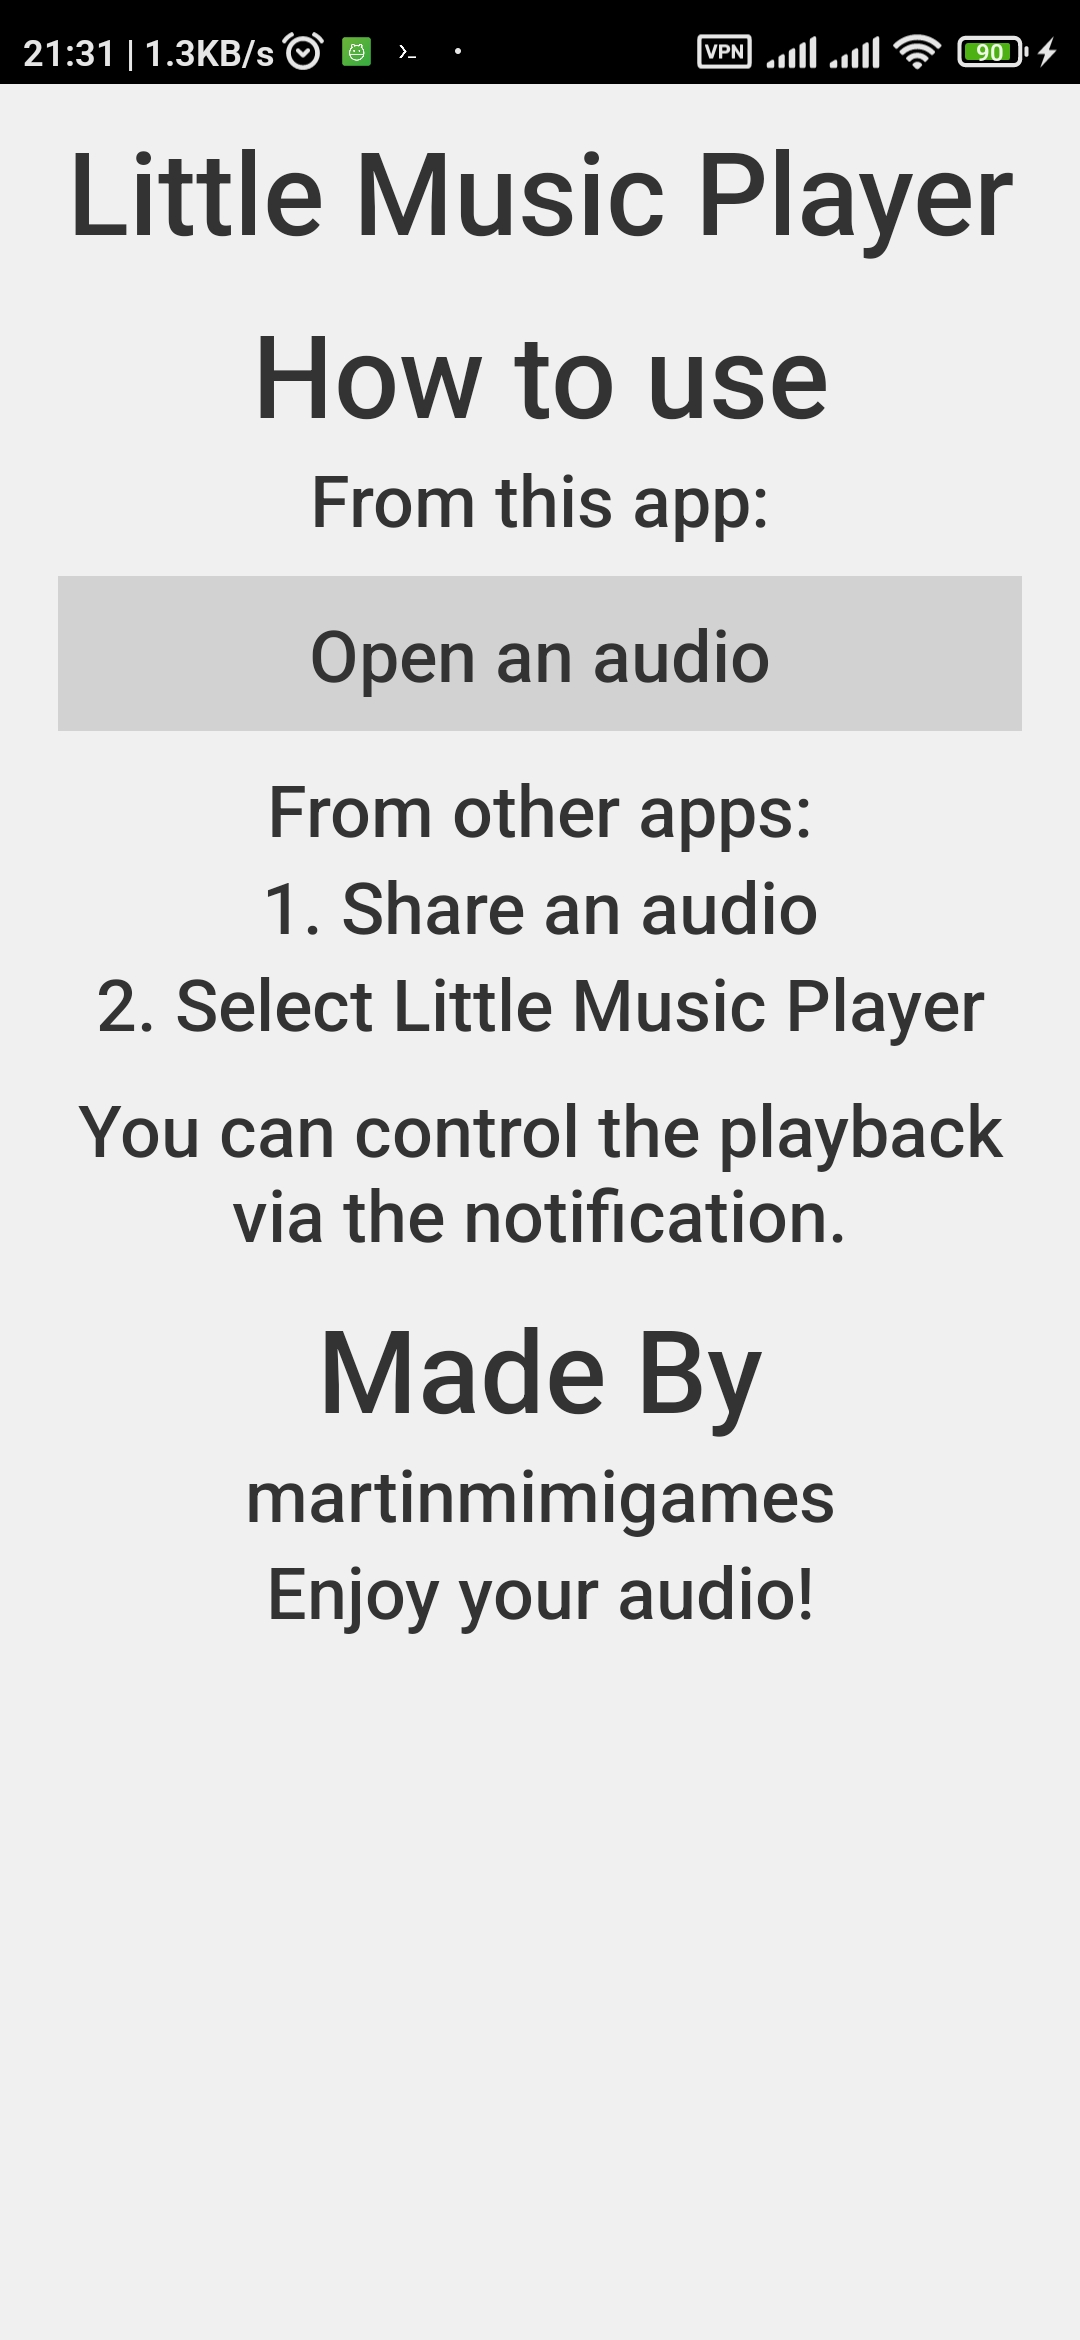 21:31 | 1.3KB/s
VPN
90
Little Music Player
How to use
From this app:
Open an audio
From other apps:
1. Share an audio
2. Select Little Music Player
You can control the playback
via the notification.
Made By
martinmimigames
Enjoy your audio!